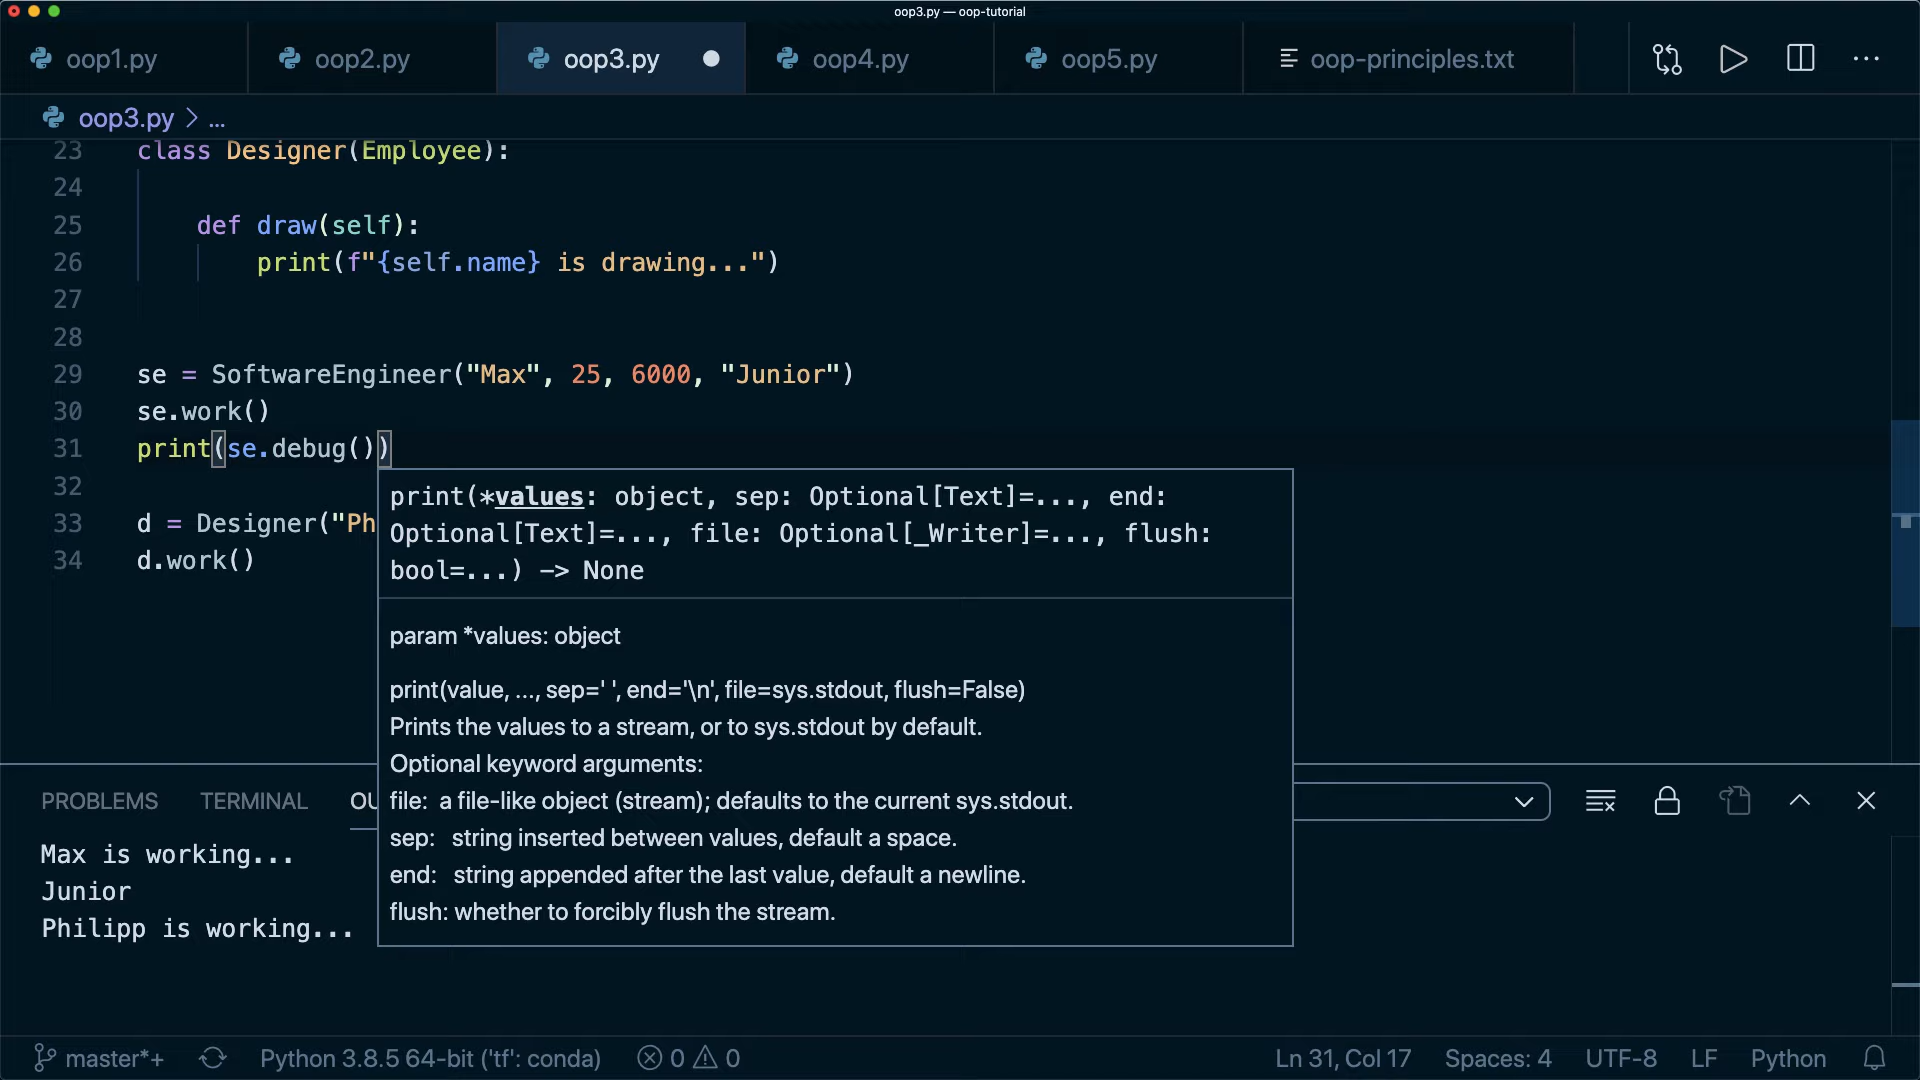 oop3.py — oop-tutorial
oop1.py
oop2.py
oop3.py
oop4.py
oop5.py
oop-principles.txt
oop3.py > ...
23 class Designer(Employee):
24
25 def draw(self):
26 print(f"{self.name} is drawing...")
27
28
29 se = SoftwareEngineer("Max", 25, 6000, "Junior")
30 se.work()
31 print(se.debug())
32
33 d = Designer("Ph
34 d.work()
print(*values: object, sep: Optional[Text]=..., end:
Optional[Text]=..., file: Optional[_Writer]=..., flush:
bool=...) -> None
param *values: object
print(value, ..., sep=' ', end='\n', file=sys.stdout, flush=False)
Prints the values to a stream, or to sys.stdout by default.
Optional keyword arguments:
file: a file-like object (stream); defaults to the current sys.stdout.
sep: string inserted between values, default a space.
end: string appended after the last value, default a newline.
flush: whether to forcibly flush the stream.
PROBLEMS TERMINAL OU
Max is working...
Junior
Philipp is working...
master*+ Python 3.8.5 64-bit ('tf': conda) 0 0 Ln 31, Col 17 Spaces: 4 UTF-8 LF Python